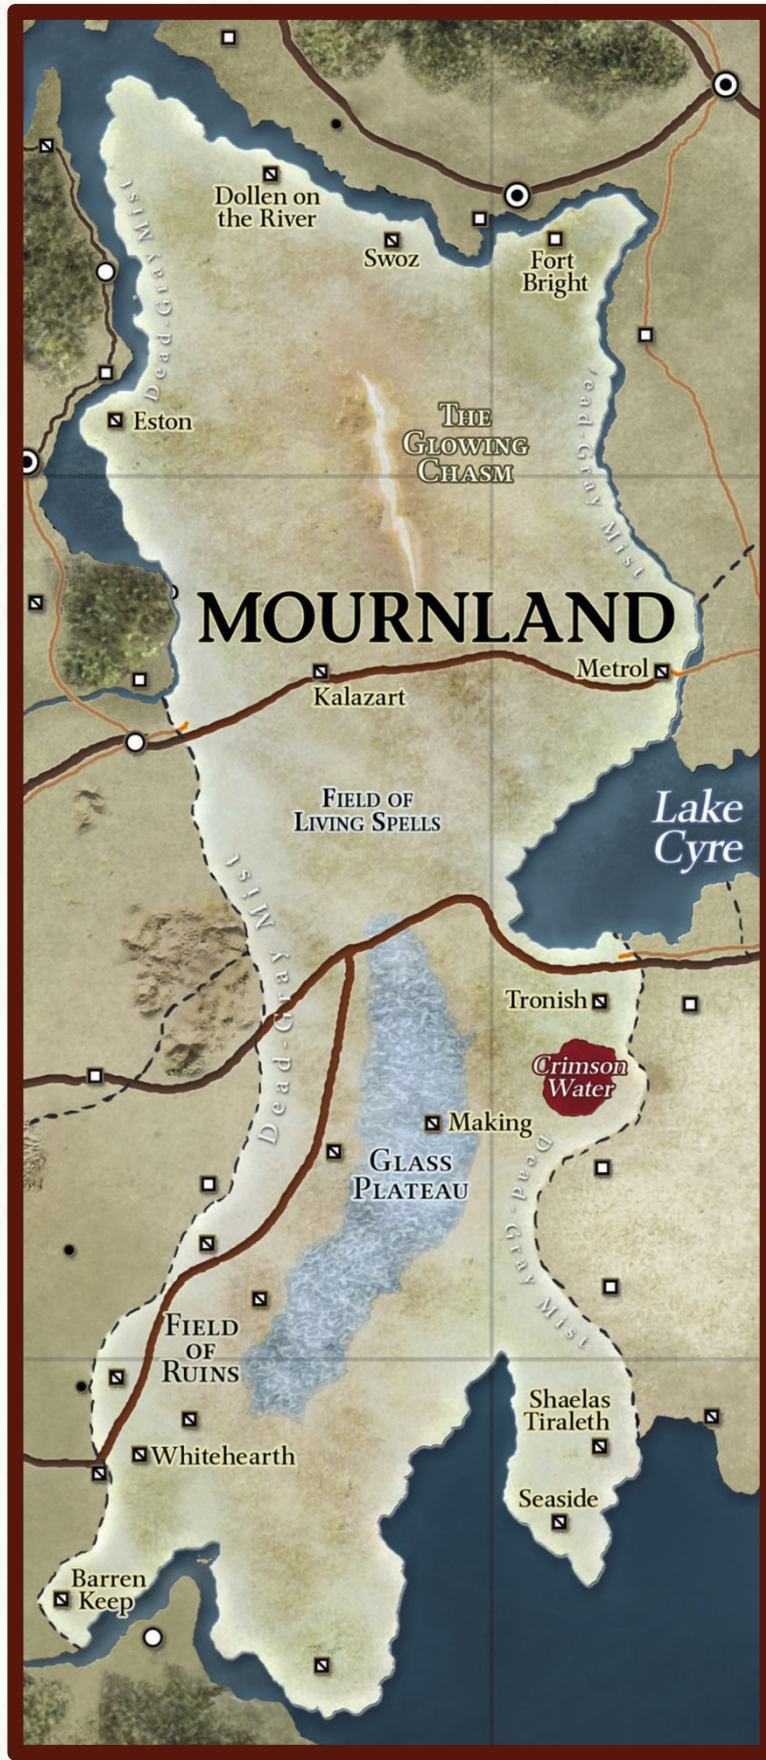 Dollen on
the River
Swoz
Fort
Bright
Dead-Gray Mist
Eston
The
Glowing
Chasm
ead-Gray Mist
MOURNLAND
Metrol
Kalazart
Field of
Living Spells
Lake
Cyre
Dead-Gray Mist
Tronish
Crimson
Water
Making
Glass
Plateau
Dead-Gray Mist
Field
of
Ruins
Shaelas
Tiraleth
Whitehearth
Seaside
Barren
Keep